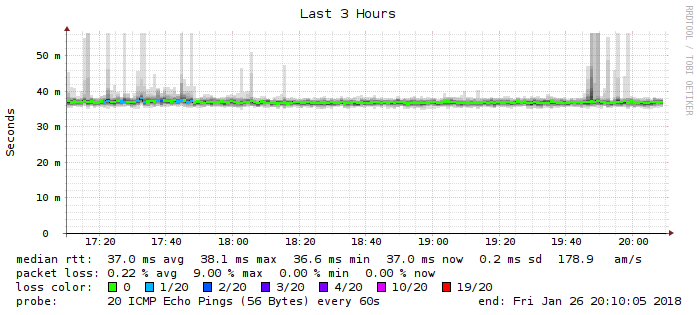 Last 3 Hours
RRDTOOL / TOBI OETIKER
Seconds
50 m
40 m
30 m
20 m
10 m
0
17:20 17:40 18:00 18:20 18:40 19:00 19:20 19:40 20:00
median rtt: 37.0 ms avg 38.1 ms max 36.6 ms min 37.0 ms now 0.2 ms sd 178.9 am/s
packet loss: 0.22 % avg 9.00 % max 0.00 % min 0.00 % now
loss color: 0 1/20 2/20 3/20 4/20 10/20 19/20
probe: 20 ICMP Echo Pings (56 Bytes) every 60s end: Fri Jan 26 20:10:05 2018